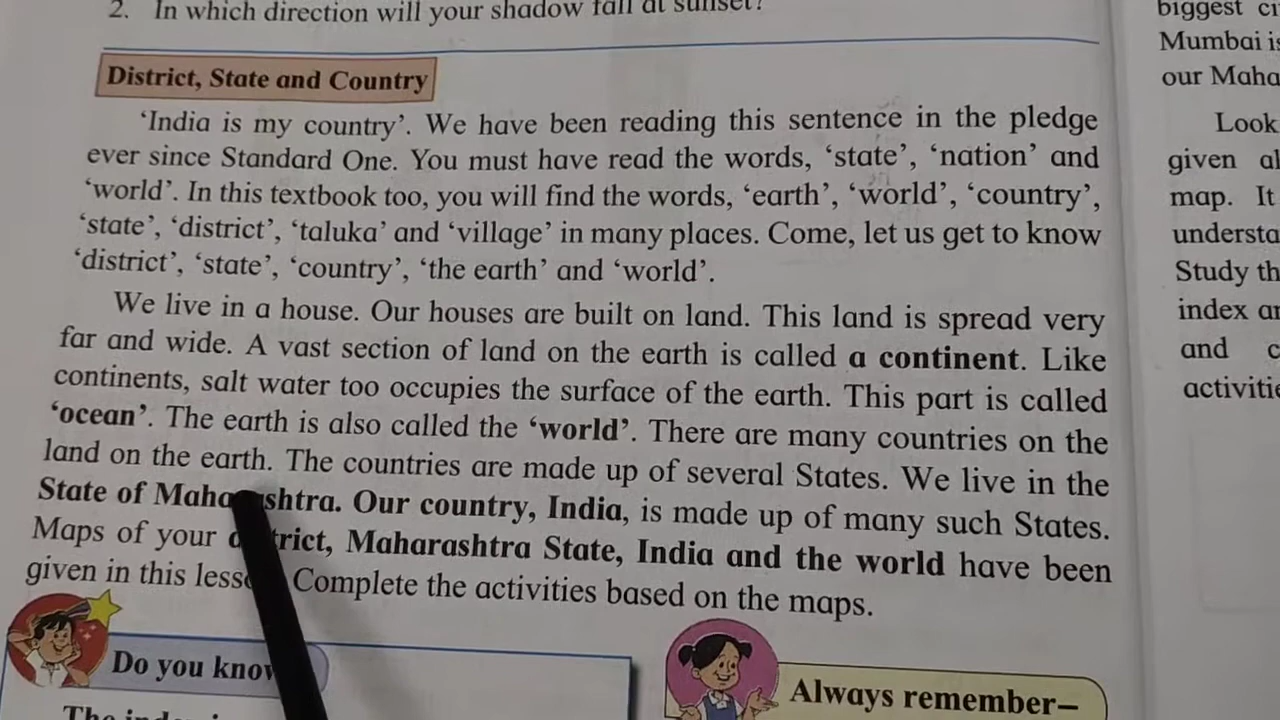 2. In which direction will your shadow fall at sunset?
District, State and Country
‘India is my country’. We have been reading this sentence in the pledge
ever since Standard One. You must have read the words, ‘state’, ‘nation’ and
‘world’. In this textbook too, you will find the words, ‘earth’, ‘world’, ‘country’,
‘state’, ‘district’, ‘taluka’ and ‘village’ in many places. Come, let us get to know
‘district’, ‘state’, ‘country’, ‘the earth’ and ‘world’.
We live in a house. Our houses are built on land. This land is spread very
far and wide. A vast section of land on the earth is called a continent. Like
continents, salt water too occupies the surface of the earth. This part is called
‘ocean’. The earth is also called the ‘world’. There are many countries on the
land on the earth. The countries are made up of several States. We live in the
State of Maharashtra. Our country, India, is made up of many such States.
Maps of your district, Maharashtra State, India and the world have been
given in this lesson. Complete the activities based on the maps.
Do you know
Always remember–
biggest
Mumbai is
our Maha
Look
given al
map. It
understa
Study th
index
and
activitie